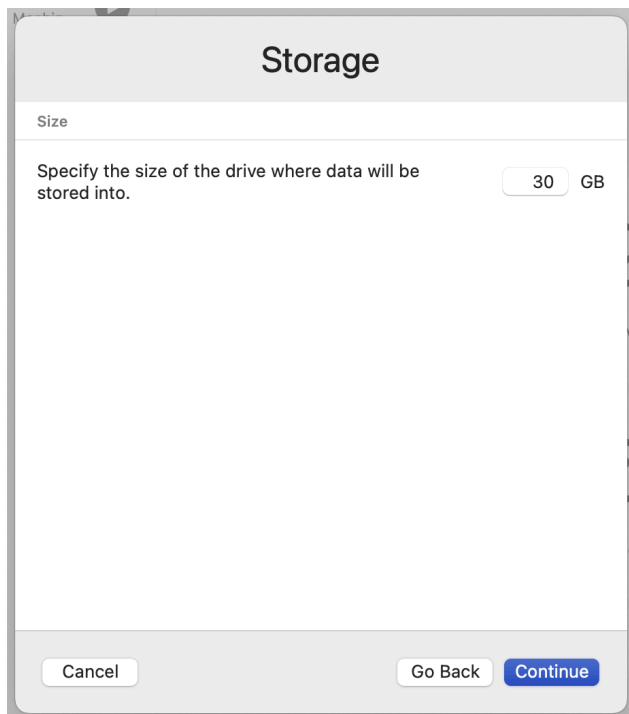 Storage
Size
Specify the size of the drive where data will be
stored into.
30 GB
Cancel
Go Back
Continue